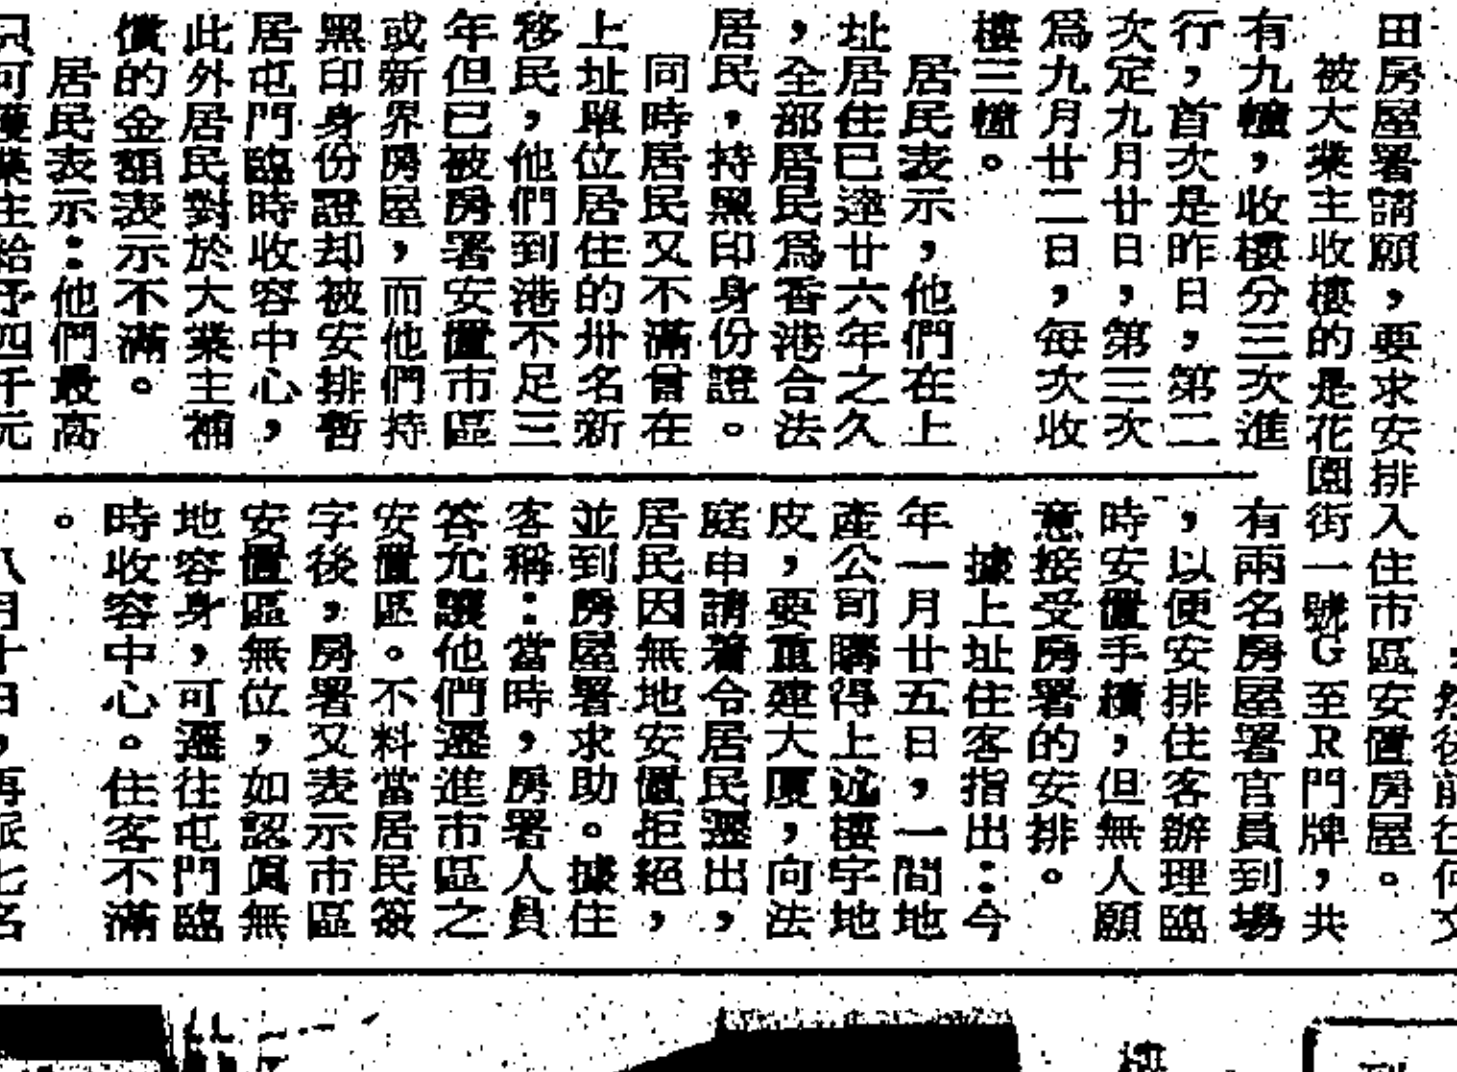 ，然後前往何文
田房屋署請願，要求安排入住市區安置房屋。
被大業主收樓的是花園街一號G至R門牌，共
有九幢，收樓分三次進
行，首次是昨日，第二
次定九月廿日，第三次
爲九月廿二日，每次收
樓三幢。
居民表示，他們在上
址居住已達廿六年之久
，全部居民爲香港合法
居民，持黑印身份證。
同時居民又不滿曾在
上址單位居住的卅名新
移民，他們到港不足三
年但已被房署安置市區
或新界房屋，而他們持
黑印身份證却被安排暫
居屯門臨時收容中心，
此外居民對於大業主補
償的金額表示不滿。
居民表示：他們最高
只可獲業主給予四千元
有兩名房屋署官員到場
，以便安排住客辦理臨
時安置手續，但無人願
意接受房署的安排。
據上址住客指出：今
年一月廿五日，一間地
產公司購得上述樓宇地
皮，要重建大廈，向法
庭申請着令居民遷出，
居民因無地安置拒絕，
並到房屋署求助。據住
客稱：當時，房署人員
答允讓他們遷進市區之
安置區。不料當居民簽
字後，房署又表示市區
安置區無位，如認眞無
地容身，可遷往屯門臨
時收容中心。住客不滿
。
八月十日，再派七名